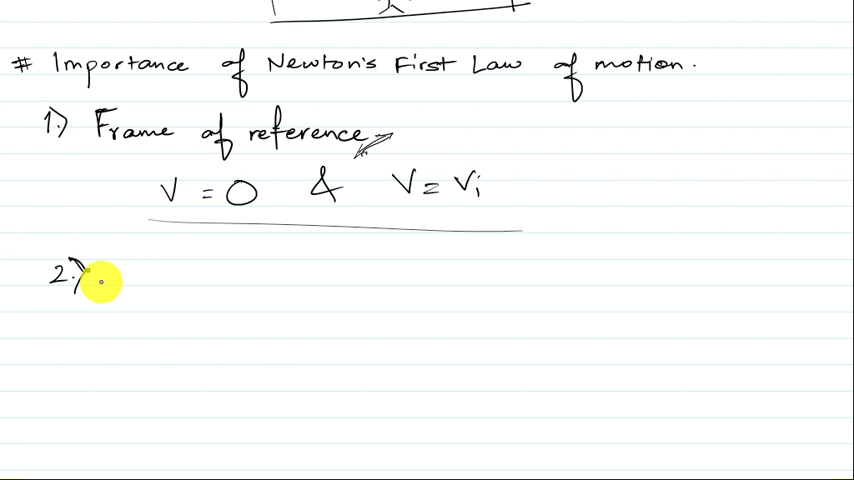 # Importance of Newton's First Law of motion.
1.) Frame of reference
V = 0 & V = Vi
2.)